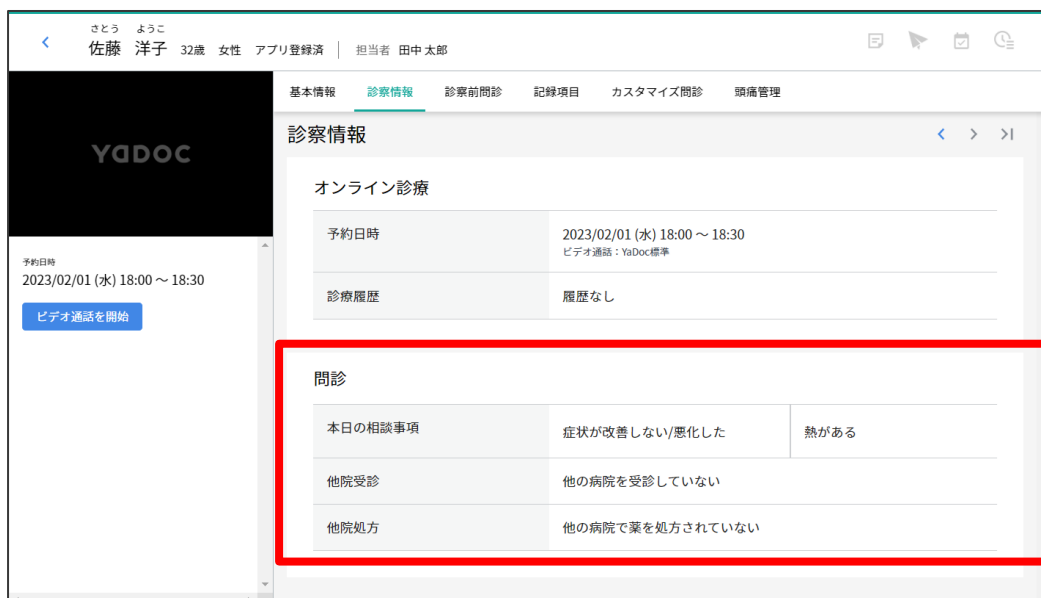 さとう ようこ
佐藤 洋子 32歳 女性 アプリ登録済 担当者 田中 太郎
YaDOC
予約日時
2023/02/01 (水) 18:00 ～ 18:30
ビデオ通話を開始
基本情報 診察情報 診察前問診 記録項目 カスタマイズ問診 頭痛管理
診察情報
オンライン診療
予約日時 2023/02/01 (水) 18:00 ～ 18:30
ビデオ通話：YaDoc標準
診療履歴 履歴なし
問診
本日の相談事項 症状が改善しない/悪化した 熱がある
他院受診 他の病院を受診していない
他院処方 他の病院で薬を処方されていない